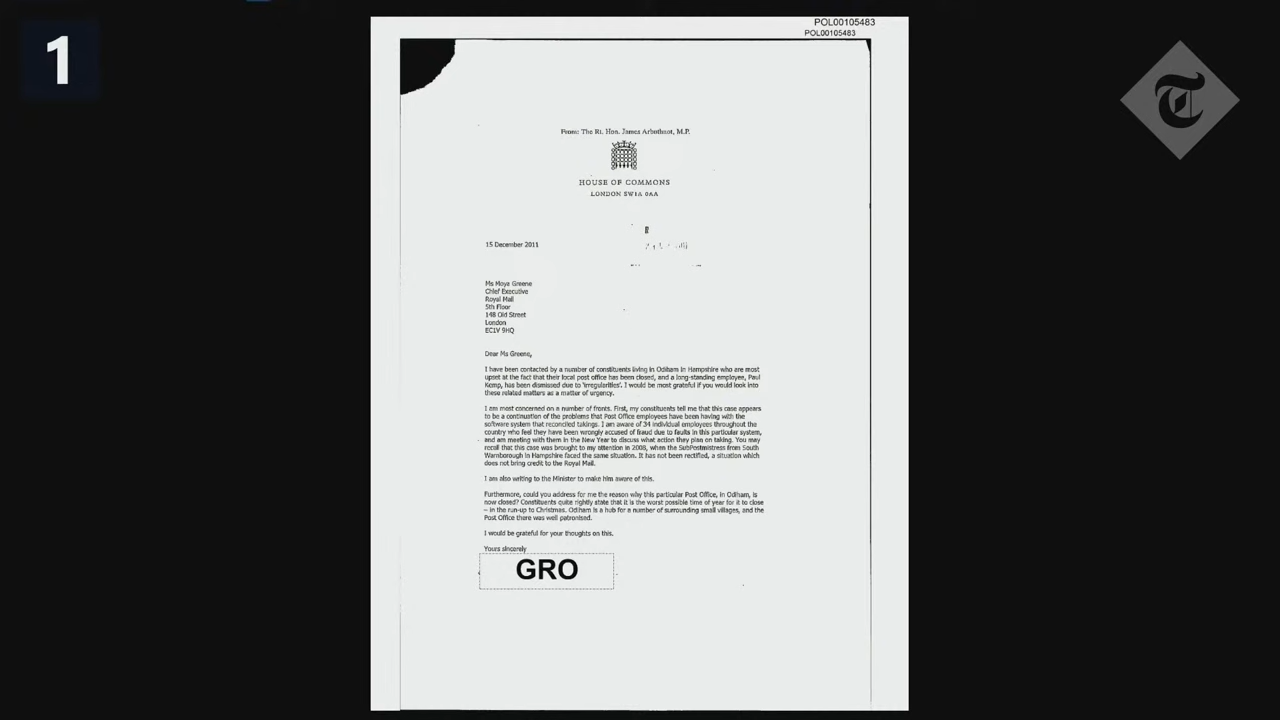 1
POL00105483
POL00105483
From: The Rt. Hon. James Arbuthnot, M.P.
HOUSE OF COMMONS
LONDON SW1A 0AA
15 December 2011
Ms Moya Greene
Chief Executive
Royal Mail
5th Floor
148 Old Street
London
EC1V 9HQ
Dear Ms Greene,
I have been contacted by a number of constituents living in Odiham in Hampshire who are most
upset at the fact that their local post office has been closed, and a long-standing employee, Paul
Kemp, has been dismissed due to 'irregularities'. I would be most grateful if you would look into
these related matters as a matter of urgency.
I am most concerned on a number of fronts. First, my constituents tell me that this case appears
to be a continuation of the problems that Post Office employees have been having with the
software system that reconciled takings. I am aware of 34 individual employees throughout the
country who feel they have been wrongly accused of fraud due to faults in this particular system,
and am meeting with them in the New Year to discuss what action they plan on taking. You may
recall that this case was brought to my attention in 2008, when the SubPostmistress from South
Warnborough in Hampshire faced the same situation. It has not been rectified, a situation which
does not bring credit to the Royal Mail.
I am also writing to the Minister to make him aware of this.
Furthermore, could you address for me the reason why this particular Post Office, in Odiham, is
now closed? Constituents quite rightly state that it is the worst possible time of year for it to close
– in the run-up to Christmas. Odiham is a hub for a number of surrounding small villages, and the
Post Office there was well patronised.
I would be grateful for your thoughts on this.
Yours sincerely
GRO
T